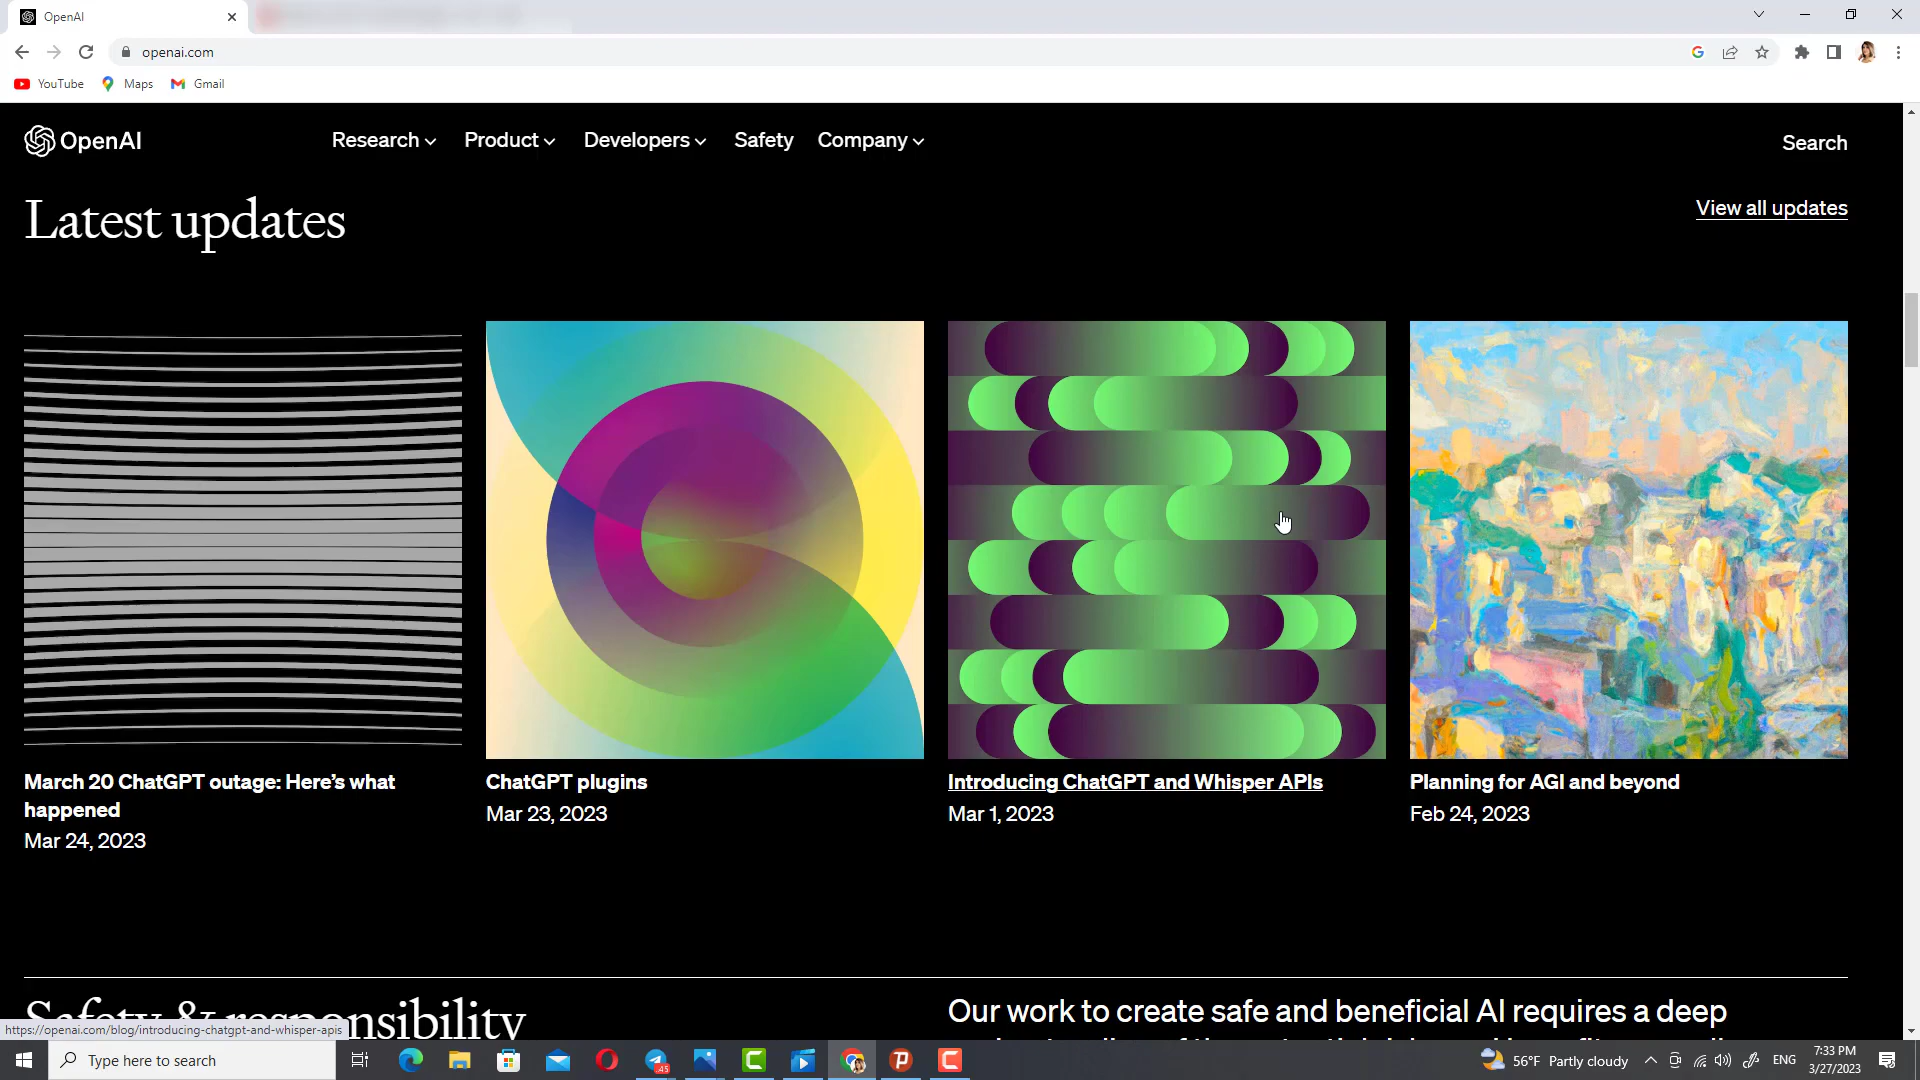 OpenAI
openai.com
YouTube
Maps
Gmail
OpenAI
Research
Product
Developers
Safety
Company
Search
Latest updates
View all updates
March 20 ChatGPT outage: Here's what
happened
Mar 24, 2023
ChatGPT plugins
Mar 23, 2023
Introducing ChatGPT and Whisper APIs
Mar 1, 2023
Planning for AGI and beyond
Feb 24, 2023
Safety & responsibility
Our work to create safe and beneficial AI requires a deep
https://openai.com/blog/introducing-chatgpt-and-whisper-apis
Type here to search
45
56°F Partly cloudy
ENG
7:33 PM
3/27/2023